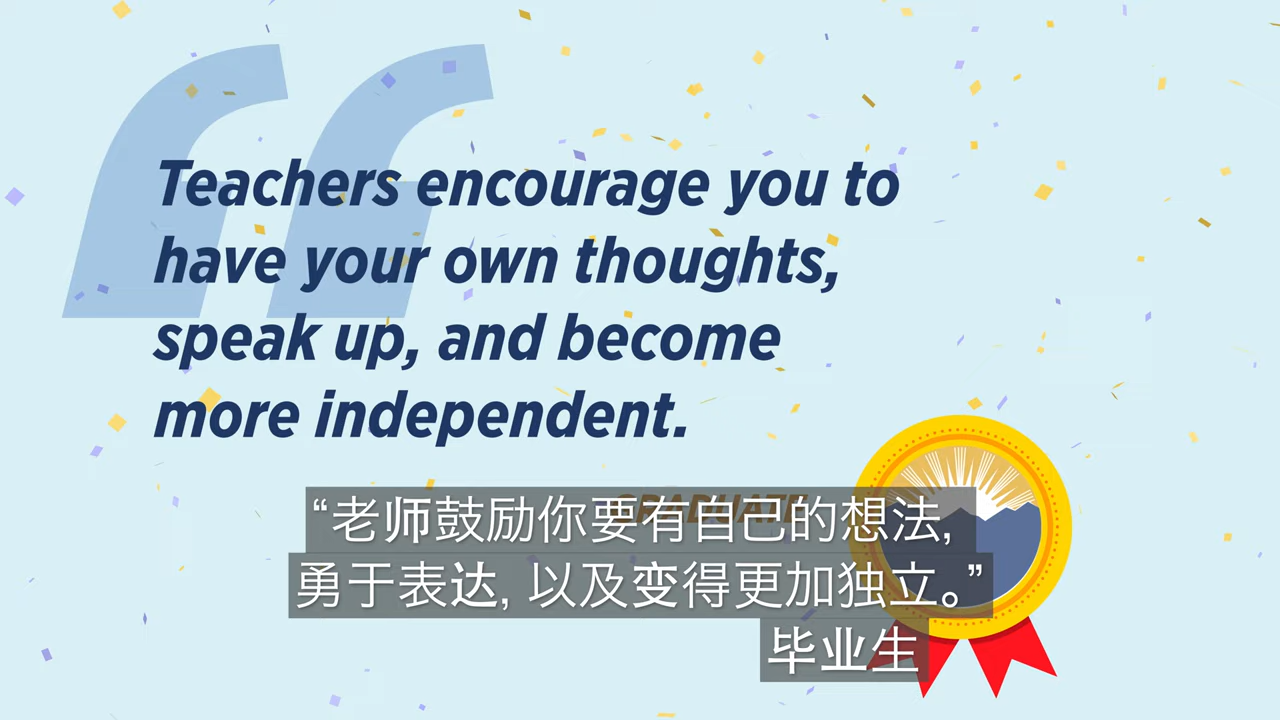 Teachers encourage you to
have your own thoughts,
speak up, and become
more independent.
GRADUATE
“老师鼓励你要有自己的想法,
勇于表达, 以及变得更加独立。”
毕业生